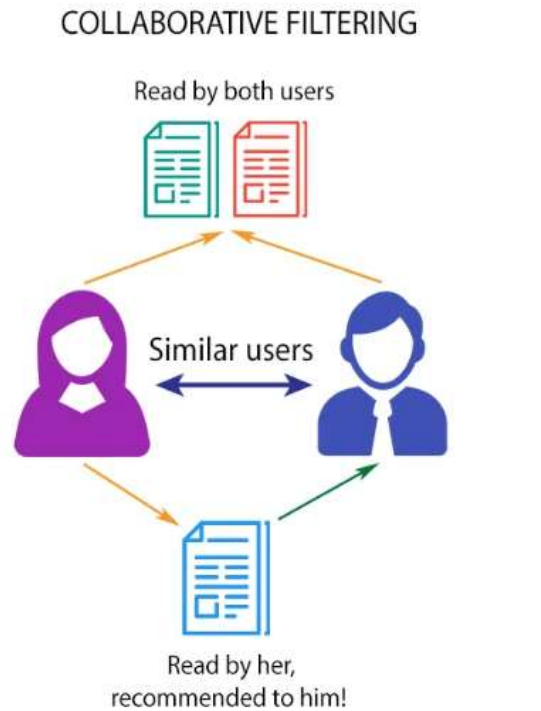 COLLABORATIVE FILTERING
Read by both users
Similar users
Read by her,
recommended to him!